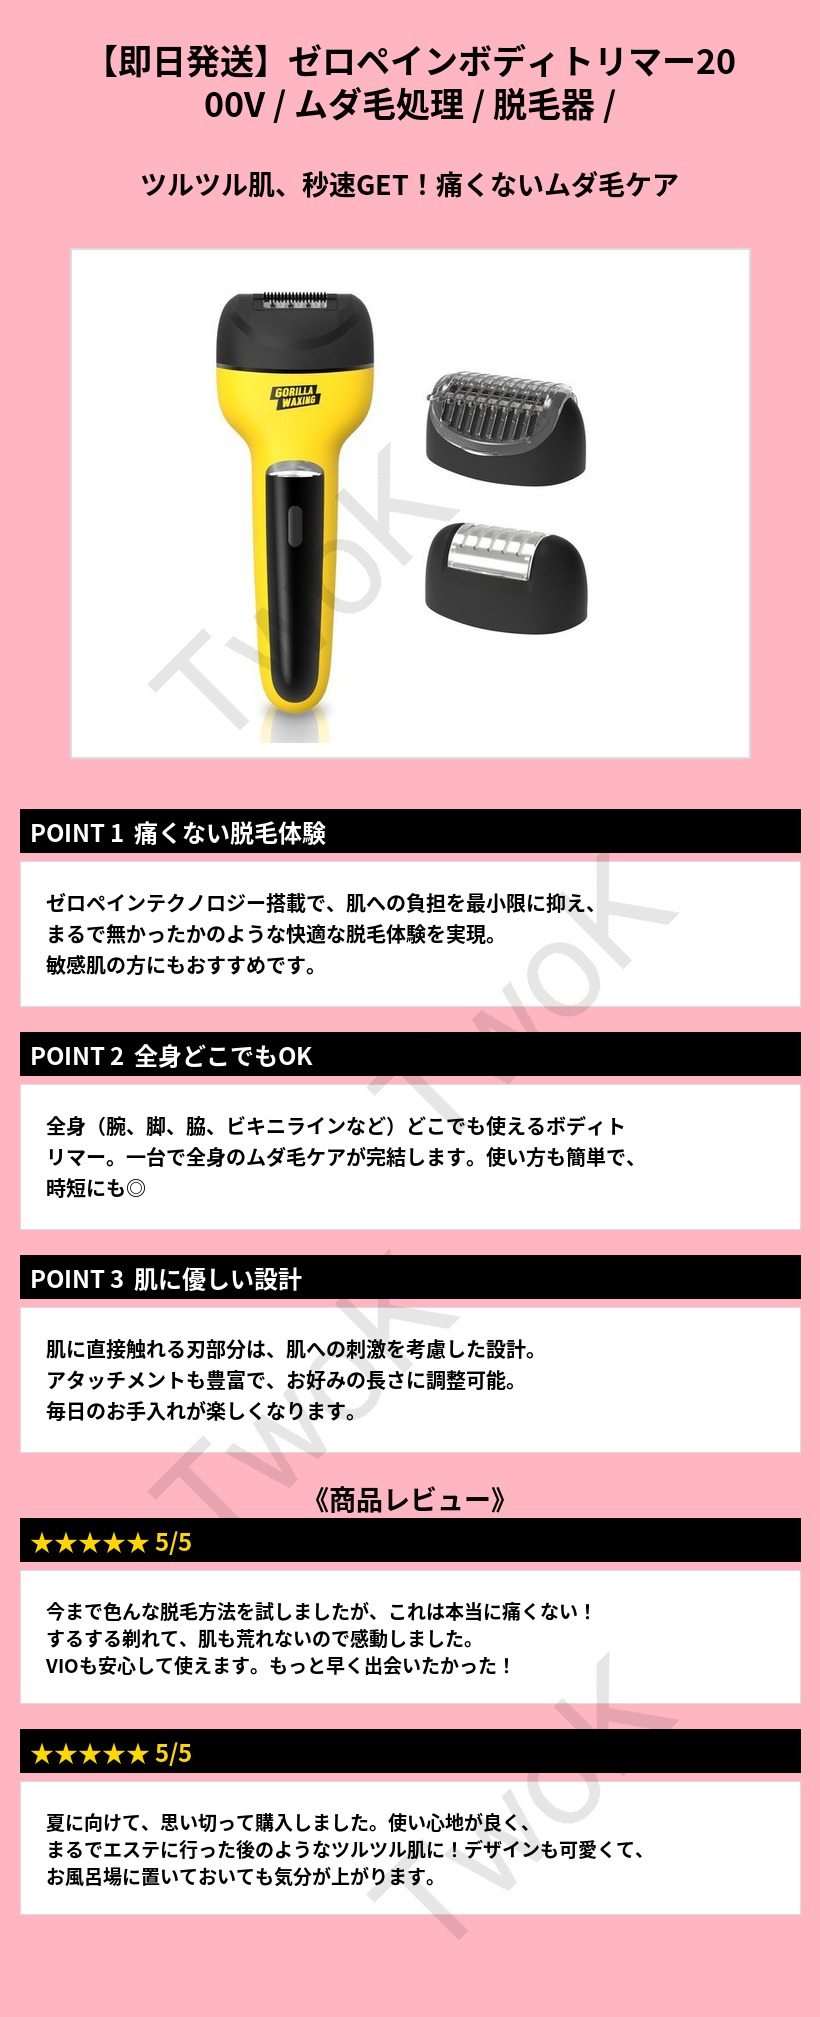 【即日発送】ゼロペインボディトリマー20
00V / ムダ毛処理 / 脱毛器 /
ツルツル肌、秒速GET！痛くないムダ毛ケア
GORILLA
WAXING
TwoK
POINT 1 痛くない脱毛体験
ゼロペインテクノロジー搭載で、肌への負担を最小限に抑え、
まるで無かったかのような快適な脱毛体験を実現。
敏感肌の方にもおすすめです。
TwoK
POINT 2 全身どこでもOK
全身（腕、脚、脇、ビキニラインなど）どこでも使えるボディト
リマー。一台で全身のムダ毛ケアが完結します。使い方も簡単で、
時短にも◎
POINT 3 肌に優しい設計
肌に直接触れる刃部分は、肌への刺激を考慮した設計。
アタッチメントも豊富で、お好みの長さに調整可能。
毎日のお手入れが楽しくなります。
TwoK
《商品レビュー》
★★★★★ 5/5
今まで色んな脱毛方法を試しましたが、これは本当に痛くない！
するする剃れて、肌も荒れないので感動しました。
VIOも安心して使えます。もっと早く出会いたかった！
★★★★★ 5/5
夏に向けて、思い切って購入しました。使い心地が良く、
まるでエステに行った後のようなツルツル肌に！デザインも可愛くて、
お風呂場に置いておいても気分が上がります。
TwoK